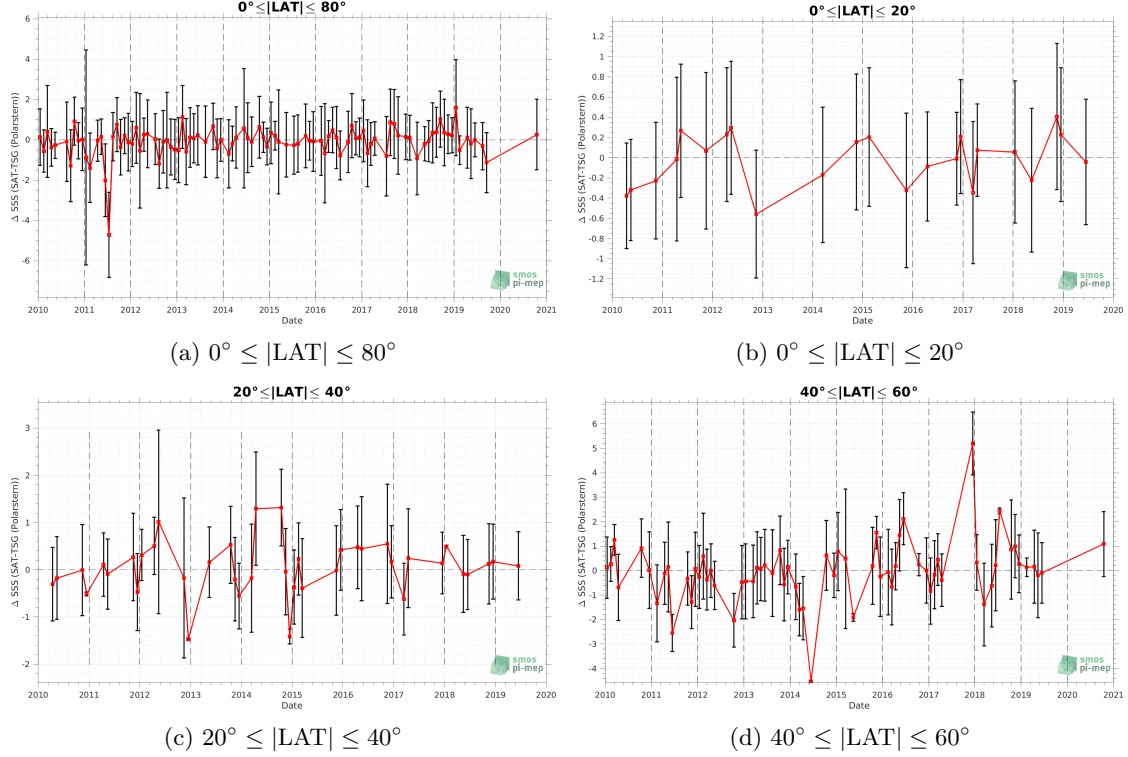 0°≤|LAT|≤ 80°
6
4
2
0
-2
-4
-6
Δ SSS (SAT-TSG (Polarstern))
2010 2011 2012 2013 2014 2015 2016 2017 2018 2019 2020 2021
Date
smos
pi-mep
(a) 0° ≤ |LAT| ≤ 80°
0°≤|LAT|≤ 20°
1.2
1
0.8
0.6
0.4
0.2
0
-0.2
-0.4
-0.6
-0.8
-1
-1.2
Δ SSS (SAT-TSG (Polarstern))
2010 2011 2012 2013 2014 2015 2016 2017 2018 2019 2020
Date
smos
pi-mep
(b) 0° ≤ |LAT| ≤ 20°
20°≤|LAT|≤ 40°
3
2
1
0
-1
-2
Δ SSS (SAT-TSG (Polarstern))
2010 2011 2012 2013 2014 2015 2016 2017 2018 2019 2020
Date
smos
pi-mep
(c) 20° ≤ |LAT| ≤ 40°
40°≤|LAT|≤ 60°
6
5
4
3
2
1
0
-1
-2
-3
-4
Δ SSS (SAT-TSG (Polarstern))
2010 2011 2012 2013 2014 2015 2016 2017 2018 2019 2020 2021
Date
smos
pi-mep
(d) 40° ≤ |LAT| ≤ 60°